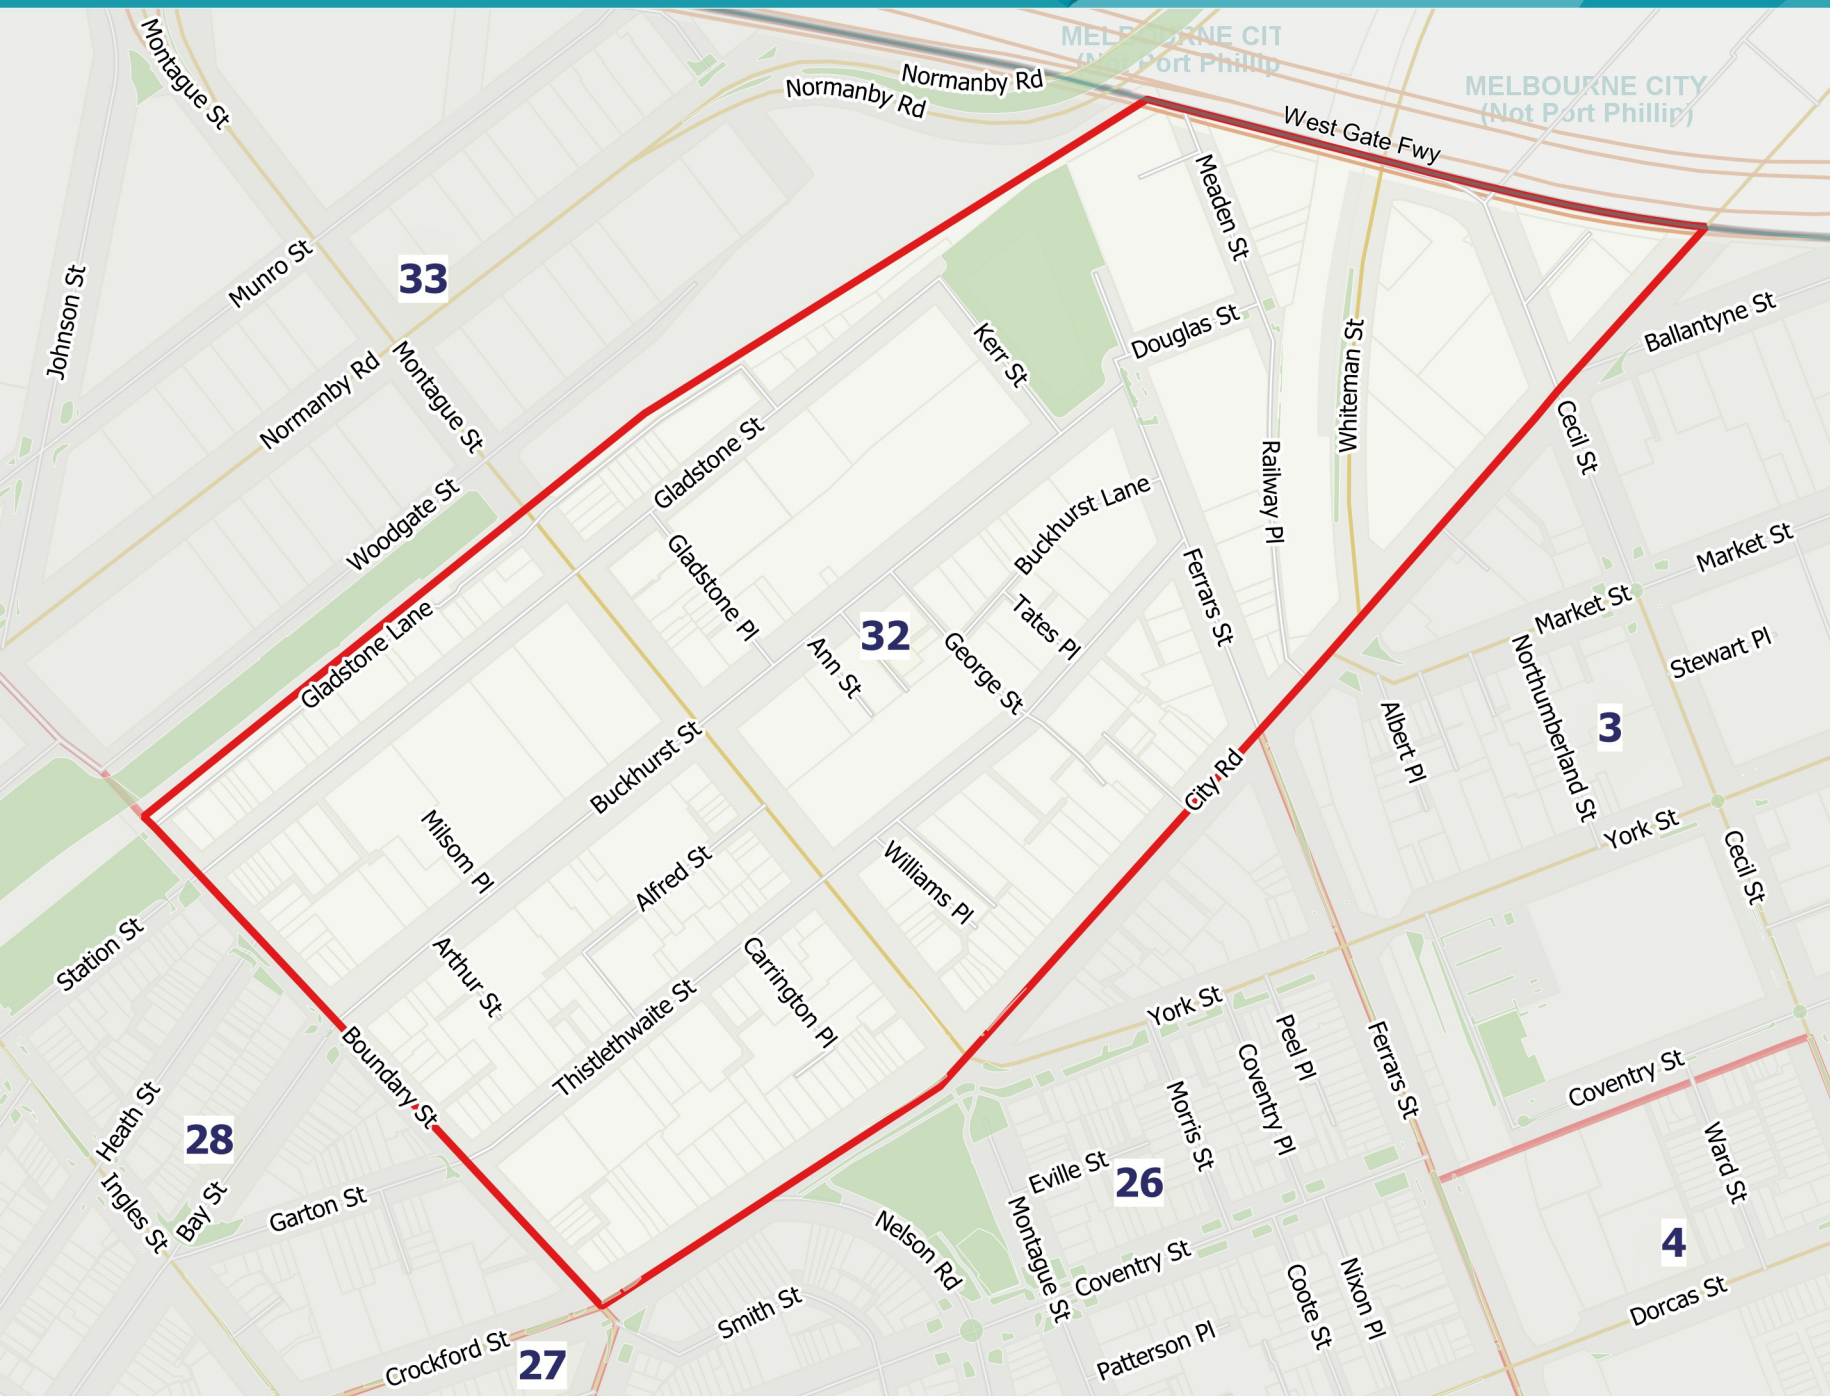 MELBOURNE CIT
(Not Port Phillip
MELBOURNE CITY
(Not Port Phillip)
Montague St
Normanby Rd
Normanby Rd
West Gate Fwy
Meaden St
Munro St
33
Johnson St
Kerr St
Douglas St
Ballantyne St
Normanby Rd
Montague St
Whiteman St
Cecil St
Gladstone St
Railway Pl
Woodgate St
Buckhurst Lane
Market St
Gladstone Pl
Ferrars St
Gladstone Lane
32
Ann St
Tates Pl
George St
Market St
Stewart Pl
Northumberland St
3
Albert Pl
Buckhurst St
City Rd
Milsom Pl
Alfred St
Williams Pl
York St
Cecil St
Station St
Arthur St
Carrington Pl
Thistlethwaite St
York St
Boundary St
Peel Pl
Coventry Pl
Ferrars St
Coventry St
Heath St
28
Morris St
Ward St
Ingles St
Bay St
Garton St
Eville St
26
Nelson Rd
Montague St
Coventry St
4
Coote St
Nixon Pl
Dorcas St
Smith St
Crockford St
27
Patterson Pl